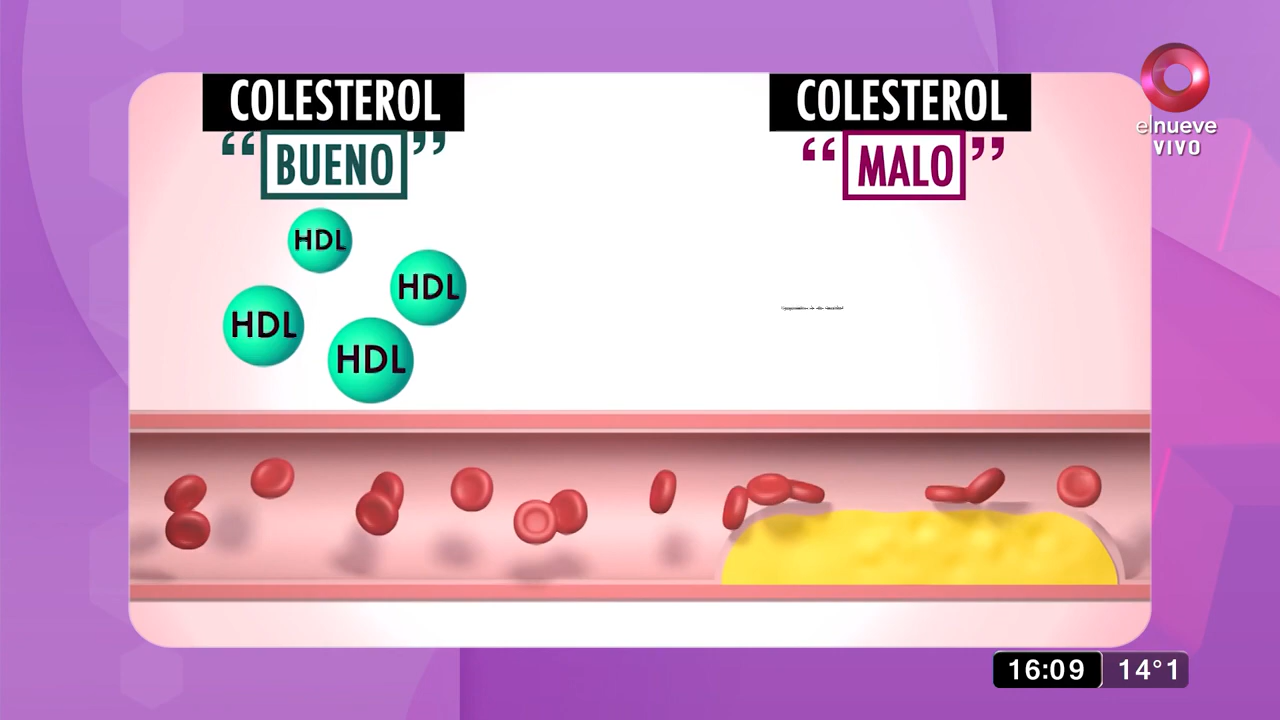 COLESTEROL
“BUENO”
HDL
HDL
HDL
HDL
COLESTEROL
“MALO”
elnueve
VIVO
16:09 14°1